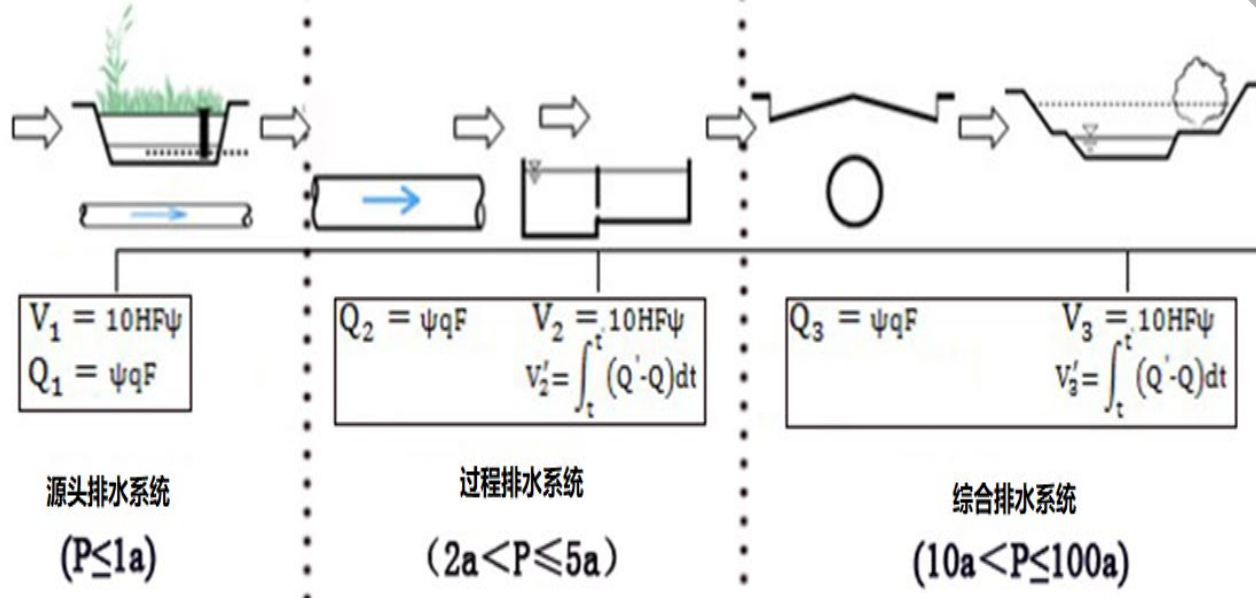 V₁ = 10HFψ
Q₁ = ψqF
Q₂ = ψqF
V₂ = 10HFψ
V₂′= ∫ₜᵗ′ (Q'-Q)dt
Q₃ = ψqF
V₃ = 10HFψ
V₃′= ∫ₜᵗ′ (Q'-Q)dt
源头排水系统
(P≤1a)
过程排水系统
(2a<P≤5a)
综合排水系统
(10a<P≤100a)